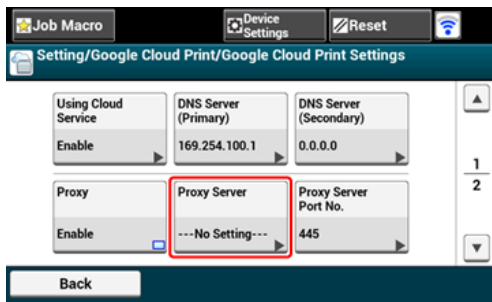 Job Macro
Device
Settings
Reset
Setting/Google Cloud Print/Google Cloud Print Settings
Using Cloud
Service
Enable
DNS Server
(Primary)
169.254.100.1
DNS Server
(Secondary)
0.0.0.0
Proxy
Enable
Proxy Server
---No Setting---
Proxy Server
Port No.
445
1
2
Back